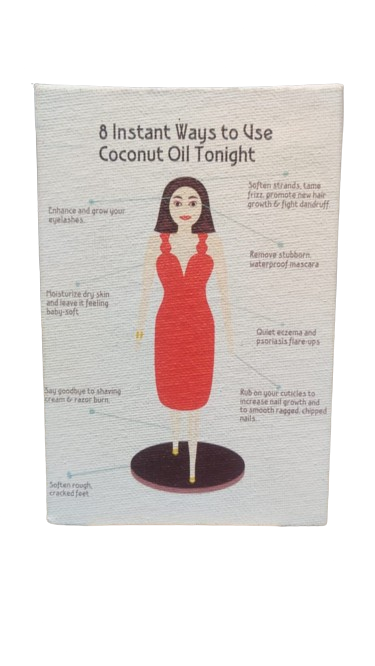 8 Instant Ways to Use
Coconut Oil Tonight
Soften strands, tame
frizz, promote new hair
growth & fight dandruff
Enhance and grow your
eyelashes.
Remove stubborn,
waterproof mascara
Moisturize dry skin
and leave it feeling
baby-soft
Quiet eczema and
psoriasis flare-ups
Say goodbye to shaving
cream & razor burn.
Rob on your cuticles to
increase nail growth and
to smooth ragged, chipped
nails.
Soften rough,
cracked feet